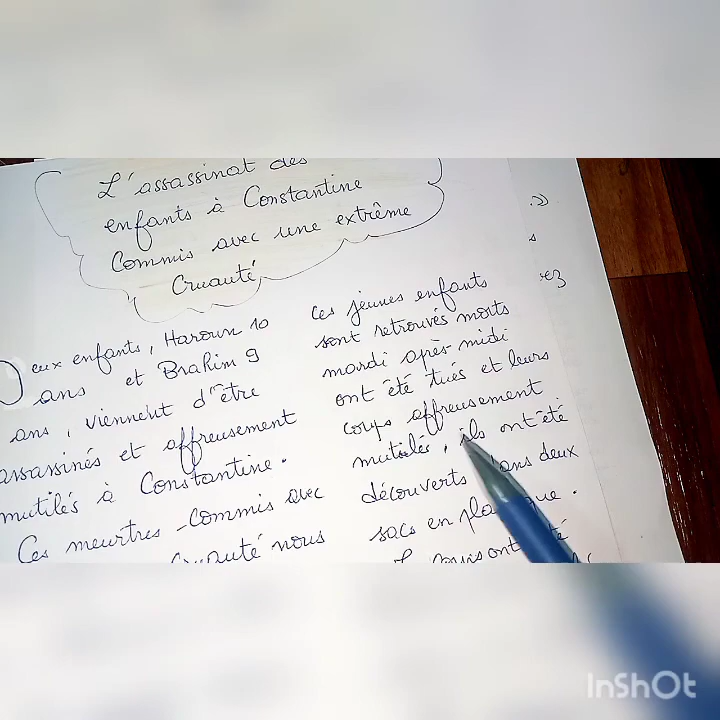 L'assassinat des
enfants à Constantine
Commis avec une extrême
Cruauté
Deux enfants, Haroun 10
ans et Brahim 9
ans, viennent d'être
assassinés et affreusement
mutilés à Constantine.
Ces meurtres commis avec
nous
Ces jeunes enfants
sont retrouvés morts
mardi après-midi
ont été tués et leurs
corps affreusement
mutilés, ils ont été
découverts dans deux
sacs en plastique.
ont été
InShOt